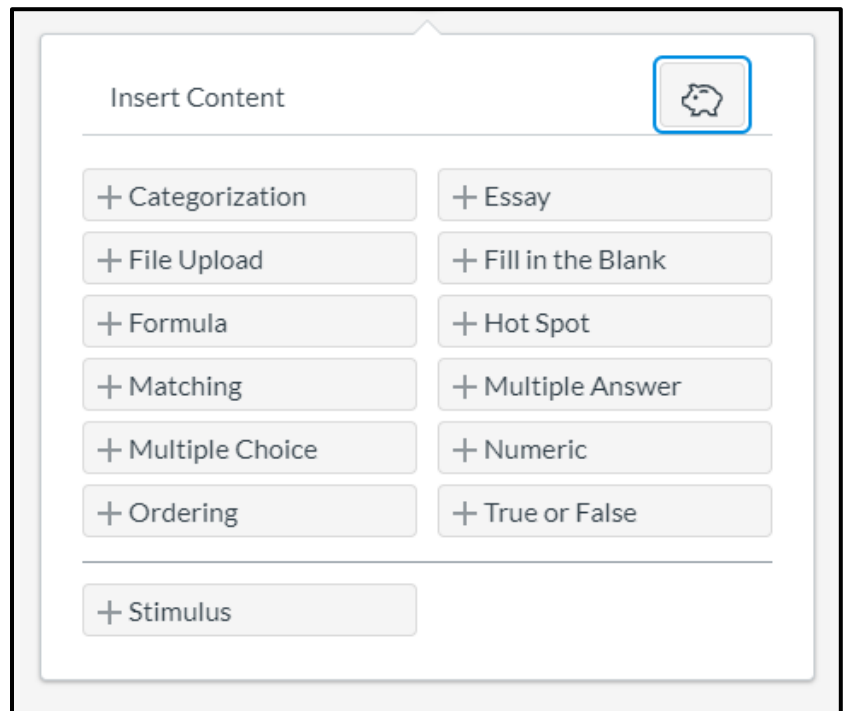 Insert Content
+ Categorization
+ Essay
+ File Upload
+ Fill in the Blank
+ Formula
+ Hot Spot
+ Matching
+ Multiple Answer
+ Multiple Choice
+ Numeric
+ Ordering
+ True or False
+ Stimulus